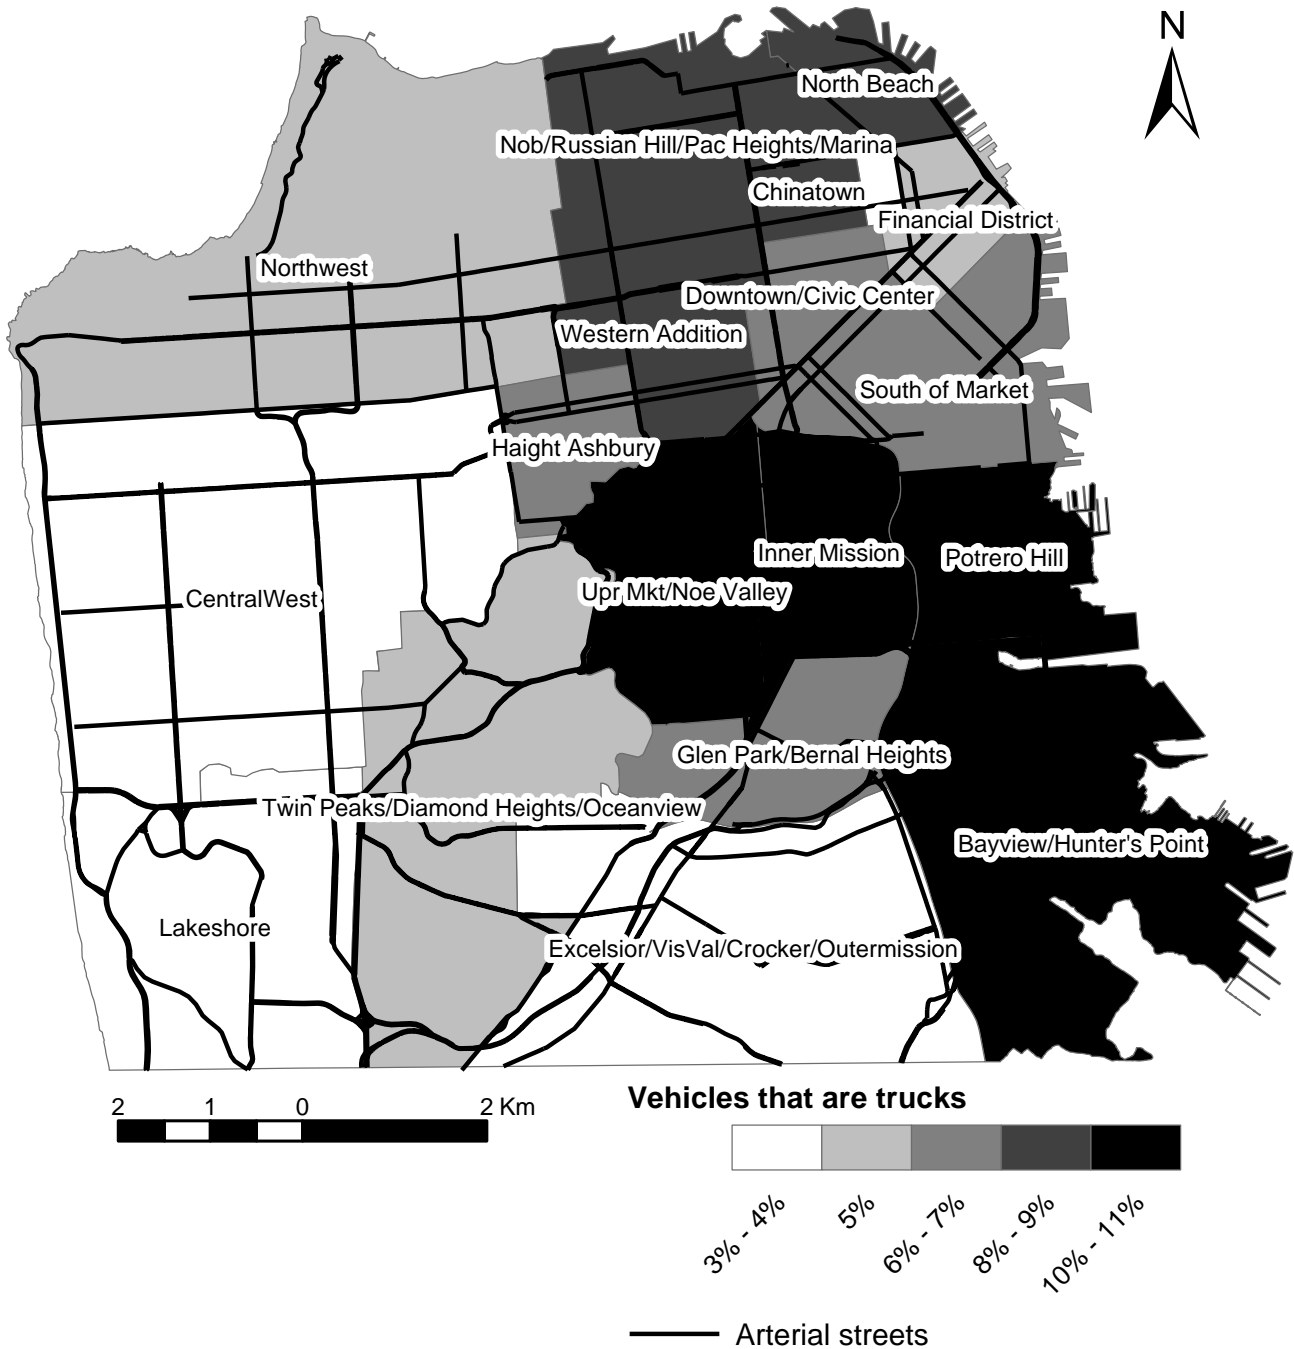 N
North Beach
Nob/Russian Hill/Pac Heights/Marina
Chinatown
Financial District
Northwest
Downtown/Civic Center
Western Addition
South of Market
Haight Ashbury
Inner Mission
Potrero Hill
Upr Mkt/Noe Valley
CentralWest
Glen Park/Bernal Heights
Twin Peaks/Diamond Heights/Oceanview
Bayview/Hunter's Point
Lakeshore
Excelsior/VisVal/Crocker/Outermission
2 1 0 2 Km
Vehicles that are trucks
3% - 4%
5%
6% - 7%
8% - 9%
10% - 11%
Arterial streets